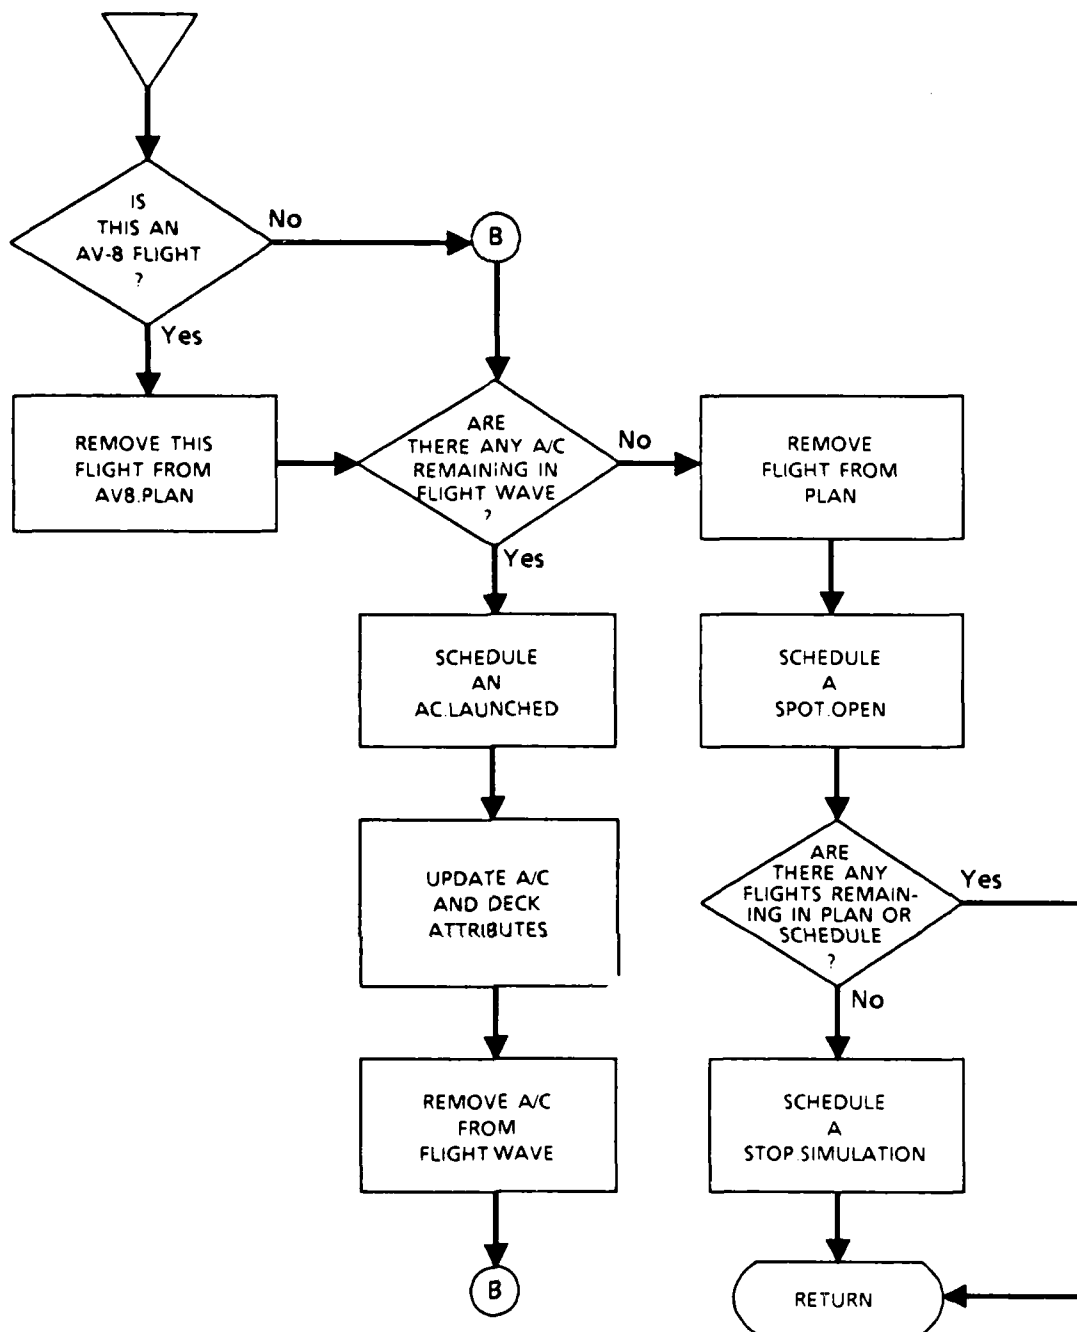 IS
THIS AN
AV-8 FLIGHT
?
No
B
Yes
REMOVE THIS
FLIGHT FROM
AV8.PLAN
ARE
THERE ANY A/C
REMAINING IN
FLIGHT WAVE
?
No
REMOVE
FLIGHT FROM
PLAN
Yes
SCHEDULE
AN
AC.LAUNCHED
SCHEDULE
A
SPOT.OPEN
UPDATE A/C
AND DECK
ATTRIBUTES
ARE
THERE ANY
FLIGHTS REMAIN-
ING IN PLAN OR
SCHEDULE
?
Yes
No
REMOVE A/C
FROM
FLIGHT.WAVE
SCHEDULE
A
STOP.SIMULATION
B
RETURN